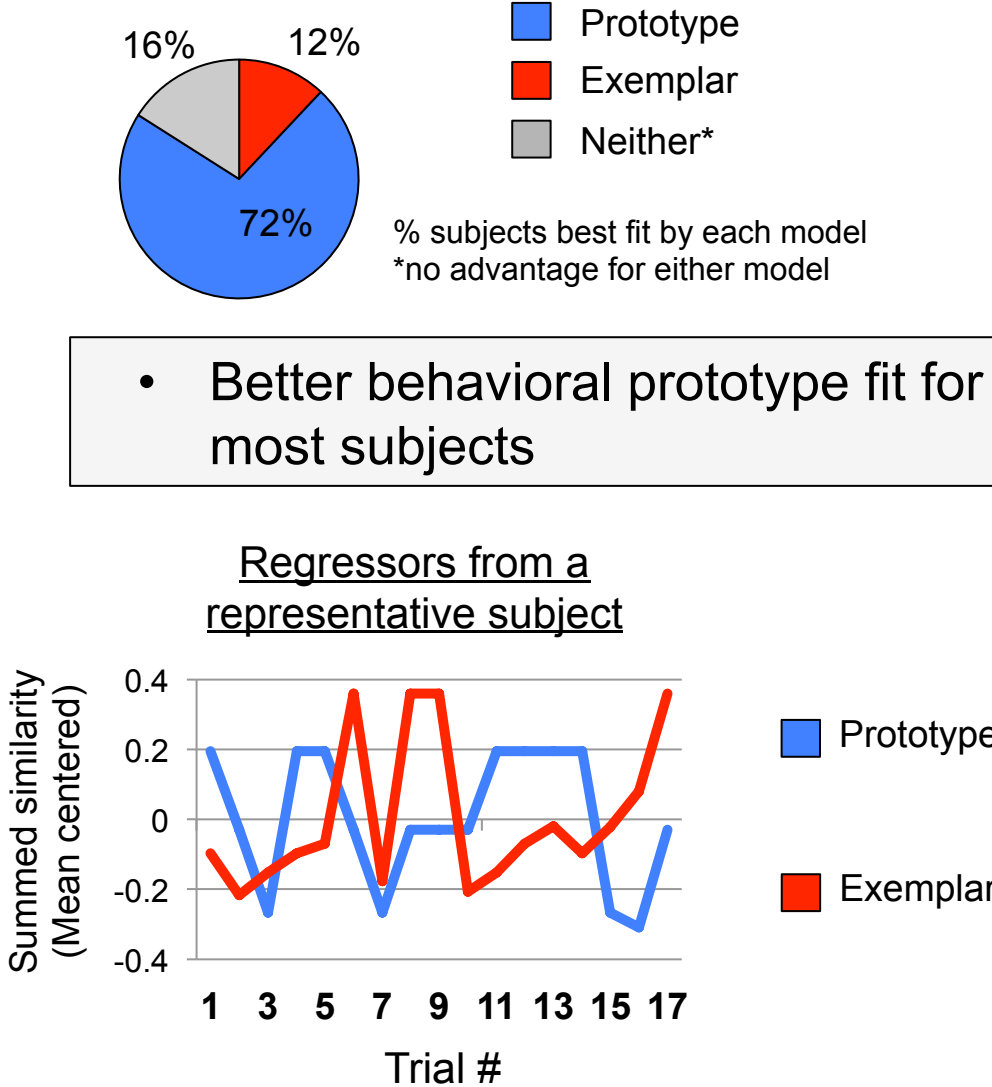 16%
12%
72%
Prototype
Exemplar
Neither*
% subjects best fit by each model
*no advantage for either model
• Better behavioral prototype fit for
most subjects
Regressors from a
representative subject
Summed similarity
(Mean centered)
0.4
0.2
0
-0.2
-0.4
1 3 5 7 9 11 13 15 17
Trial #
Prototype
Exemplar